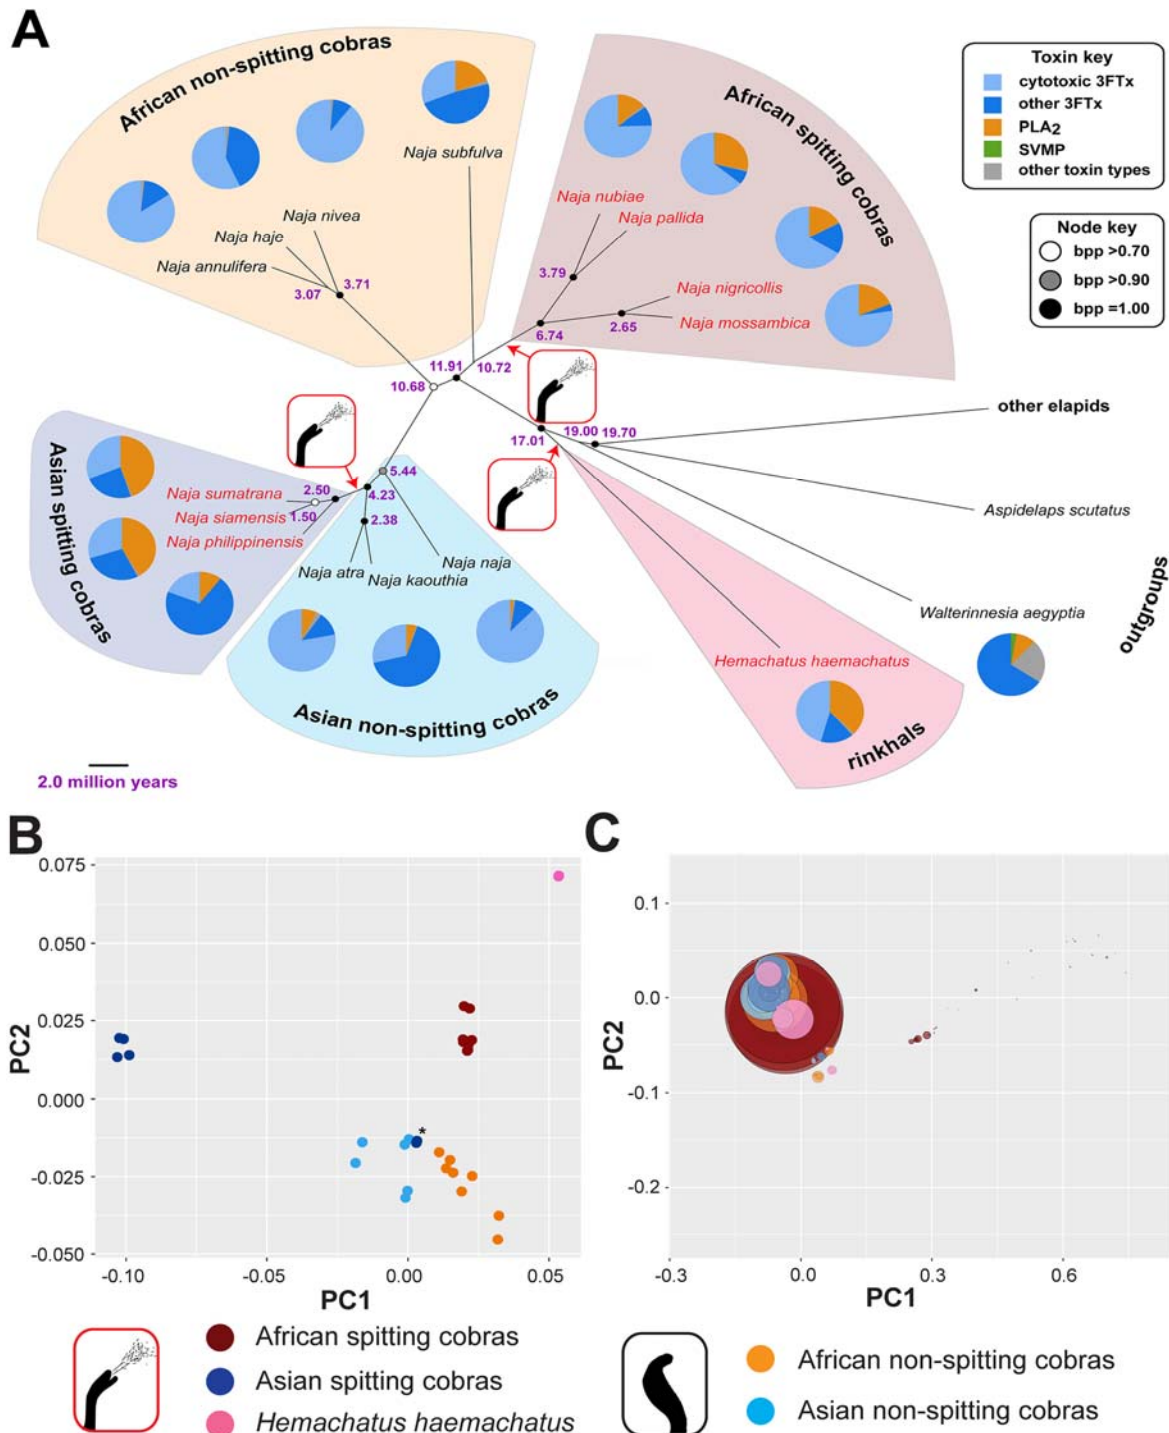 A
African non-spitting cobras
African spitting cobras
Toxin key
cytotoxic 3FTx
other 3FTx
PLA2
SVMP
other toxin types
Node key
bpp >0.70
bpp >0.90
bpp =1.00
Naja subfulva
Naja nivea
Naja haje
Naja annulifera
3.07
3.71
Naja nubiae
Naja pallida
3.79
Naja nigricollis
Naja mossambica
6.74
2.65
11.91
10.72
10.68
17.01
19.00
19.70
other elapids
Aspidelaps scutatus
Walterinnesia aegyptia
outgroups
Hemachatus haemachatus
rinkhals
Asian spitting cobras
Naja sumatrana
Naja siamensis
Naja philippinensis
2.50
1.50
5.44
4.23
2.38
Naja atra
Naja kaouthia
Naja naja
Asian non-spitting cobras
2.0 million years
B
0.075
0.050
0.025
0.000
-0.025
-0.050
PC2
*
-0.10
-0.05
0.00
0.05
PC1
C
0.1
0.0
-0.1
-0.2
PC2
-0.3
0.0
0.3
0.6
PC1
African spitting cobras
Asian spitting cobras
Hemachatus haemachatus
African non-spitting cobras
Asian non-spitting cobras